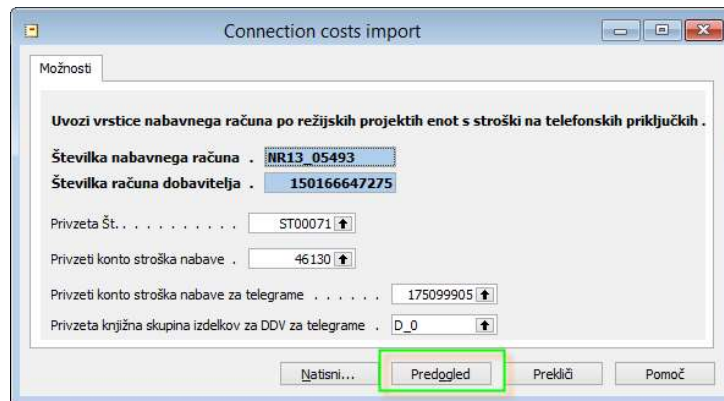 Connection costs import
Možnosti
Uvozi vrstice nabavnega računa po režijskih projektih enot s stroški na telefonskih priključkih .
Številka nabavnega računa . NR13_05493
Številka računa dobavitelja . 150166647275
Privzeta Št. . . . . . . . . . . ST00071
Privzeti konto stroška nabave . 46130
Privzeti konto stroška nabave za telegrame . . . . . . 175099905
Privzeta knjižna skupina izdelkov za DDV za telegrame . D_0
Natisni... Predogled Prekliči Pomoč